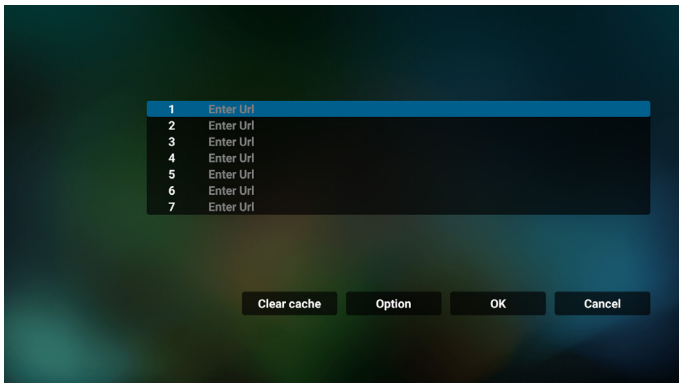 1 Enter Url
2 Enter Url
3 Enter Url
4 Enter Url
5 Enter Url
6 Enter Url
7 Enter Url
Clear cache Option OK Cancel